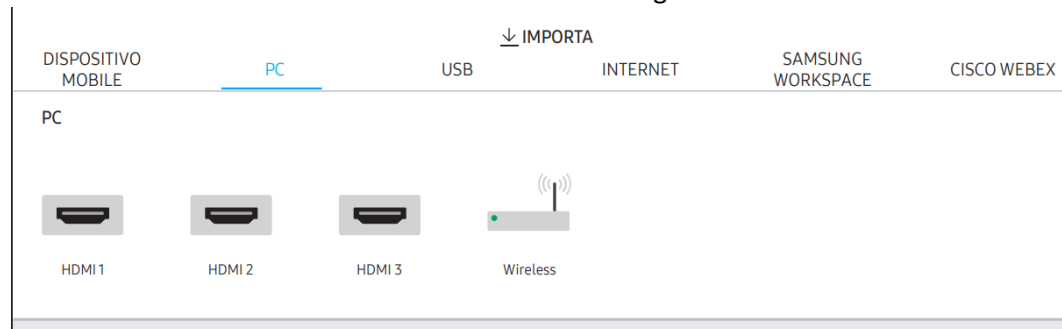 IMPORTA
DISPOSITIVO MOBILE
PC
USB
INTERNET
SAMSUNG WORKSPACE
CISCO WEBEX
PC
HDMI 1
HDMI 2
HDMI 3
Wireless